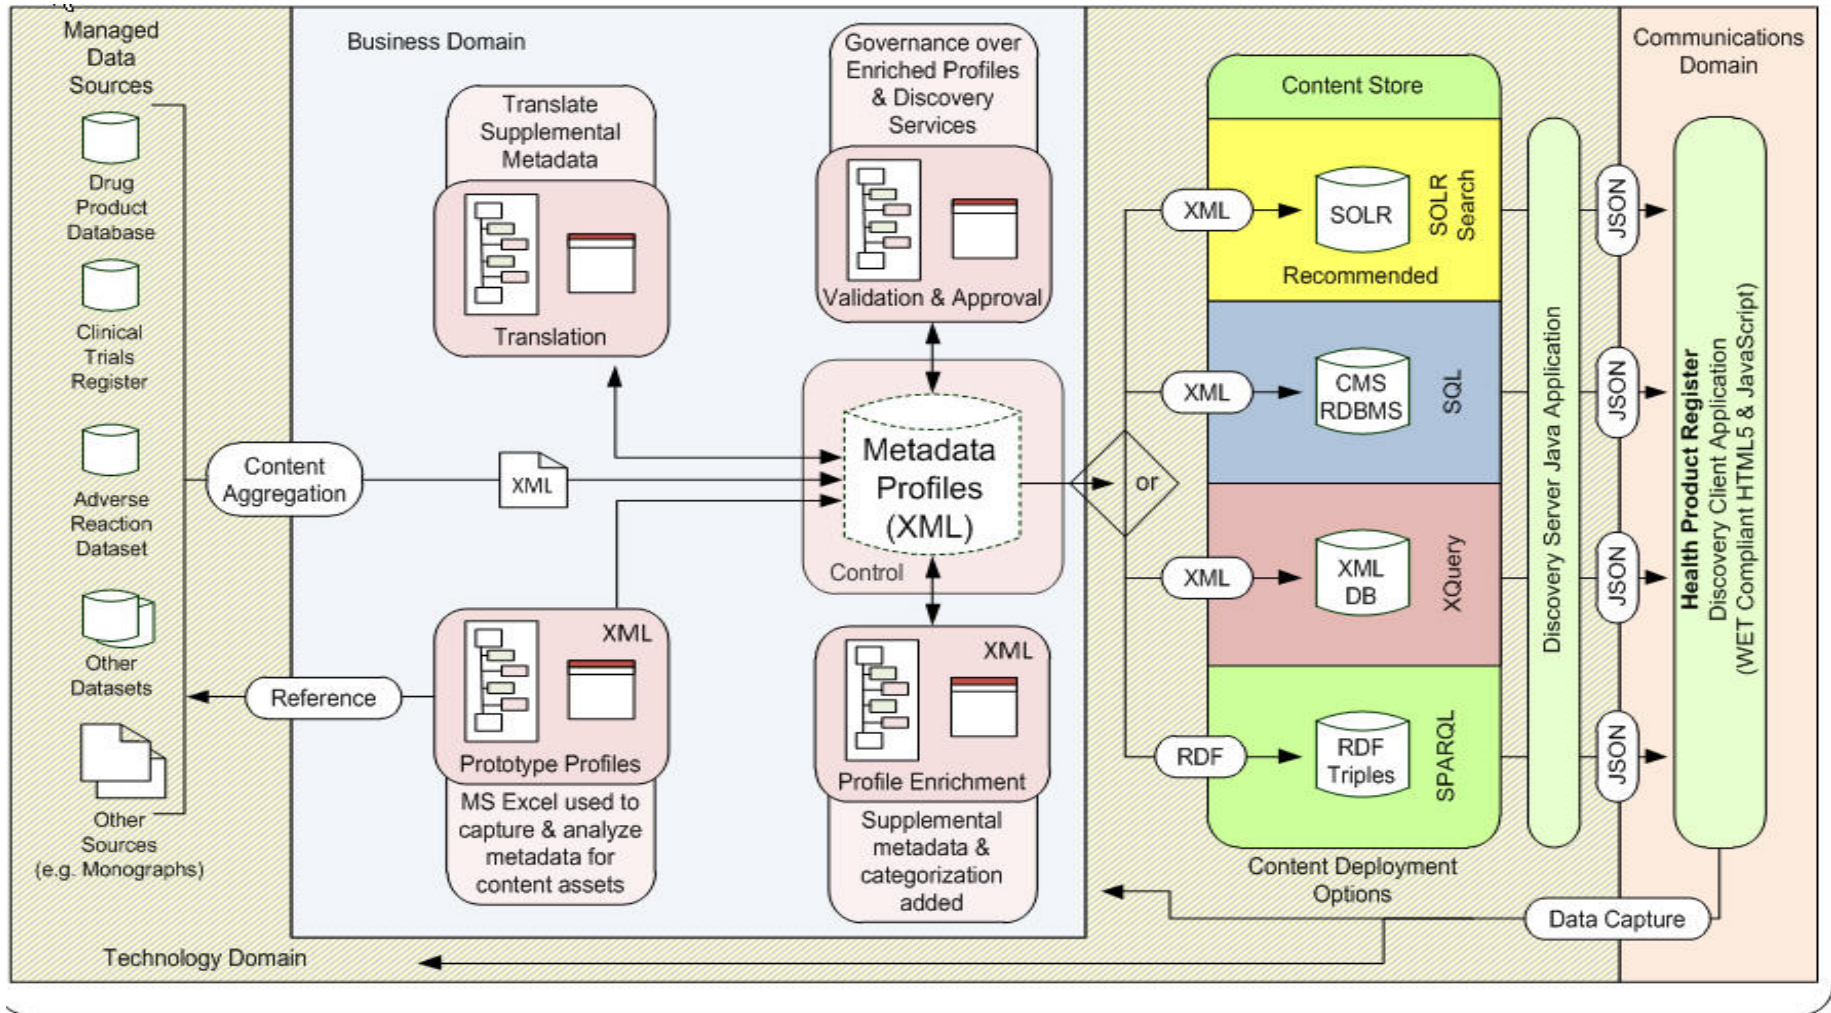 Managed
Data
Sources
Drug
Product
Database
Clinical
Trials
Register
Adverse
Reaction
Dataset
Other
Datasets
Other
Sources
(e.g. Monographs)
Content
Aggregation
Reference
Technology Domain
Business Domain
Translate
Supplemental
Metadata
Translation
XML
XML
Prototype Profiles
MS Excel used to
capture & analyze
metadata for
content assets
Governance over
Enriched Profiles
& Discovery
Services
Validation & Approval
Metadata
Profiles
(XML)
Control
XML
Profile Enrichment
Supplemental
metadata &
categorization
added
or
XML
XML
XML
RDF
Content Store
SOLR
SOLR
Search
Recommended
CMS
RDBMS
SQL
XML
DB
XQuery
RDF
Triples
SPARQL
Content Deployment
Options
Discovery Server Java Application
JSON
JSON
JSON
JSON
Communications
Domain
Health Product Register
Discovery Client Application
(WET Compliant HTML5 & JavaScript)
Data Capture